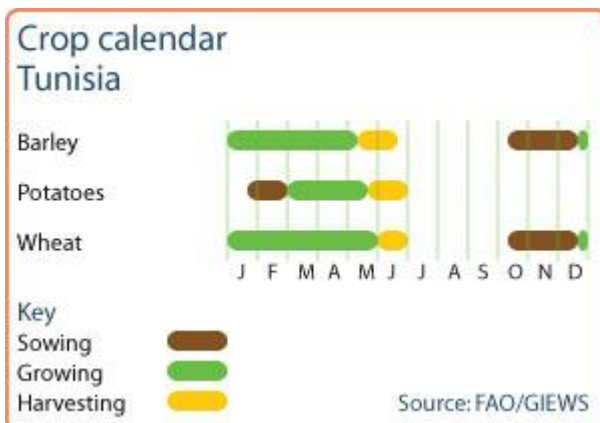 Crop calendar
Tunisia
Barley
Potatoes
Wheat
J F M A M J J A S O N D
Key
Sowing
Growing
Harvesting
Source: FAO/GIEWS